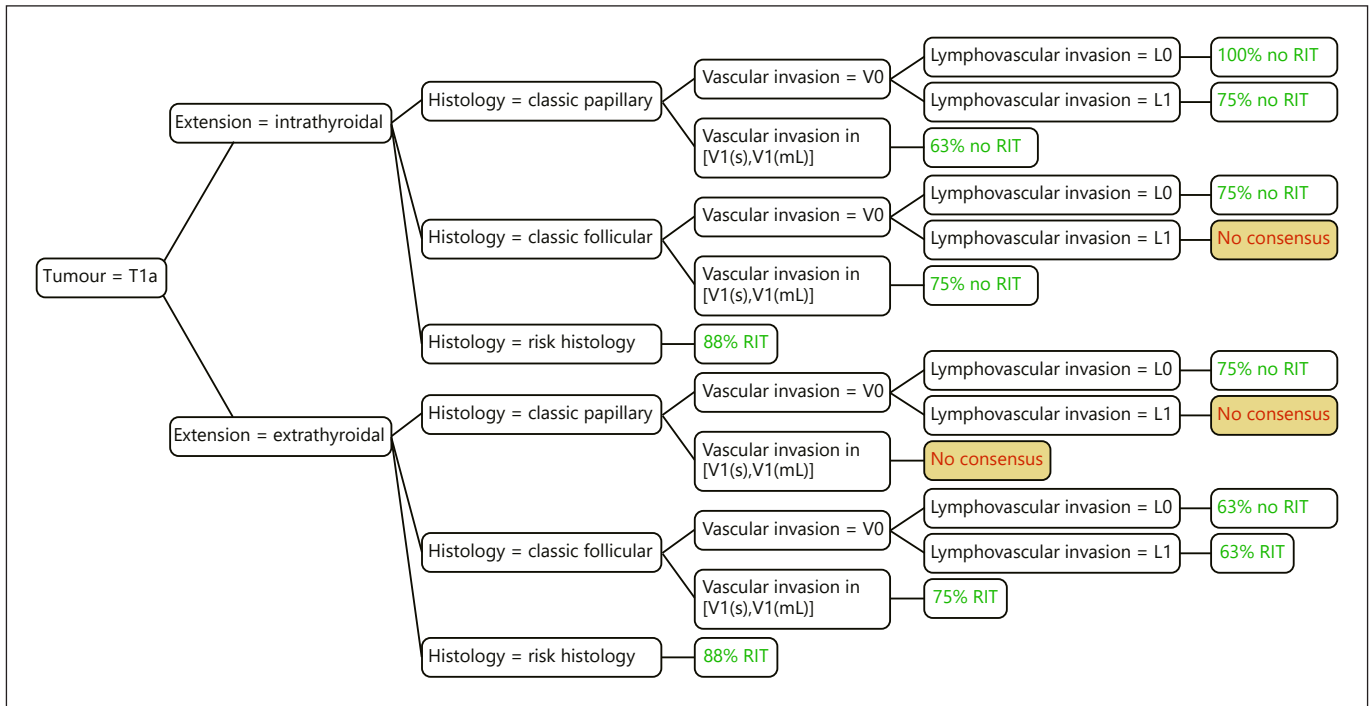 Tumour = T1a
Extension = intrathyroidal
Histology = classic papillary
Vascular invasion = V0
Lymphovascular invasion = L0
100% no RIT
Lymphovascular invasion = L1
75% no RIT
Vascular invasion in
[V1(s),V1(mL)]
63% no RIT
Histology = classic follicular
Vascular invasion = V0
Lymphovascular invasion = L0
75% no RIT
Lymphovascular invasion = L1
No consensus
Vascular invasion in
[V1(s),V1(mL)]
75% no RIT
Histology = risk histology
88% RIT
Extension = extrathyroidal
Histology = classic papillary
Vascular invasion = V0
Lymphovascular invasion = L0
75% no RIT
Lymphovascular invasion = L1
No consensus
Vascular invasion in
[V1(s),V1(mL)]
No consensus
Histology = classic follicular
Vascular invasion = V0
Lymphovascular invasion = L0
63% no RIT
Lymphovascular invasion = L1
63% RIT
Vascular invasion in
[V1(s),V1(mL)]
75% RIT
Histology = risk histology
88% RIT